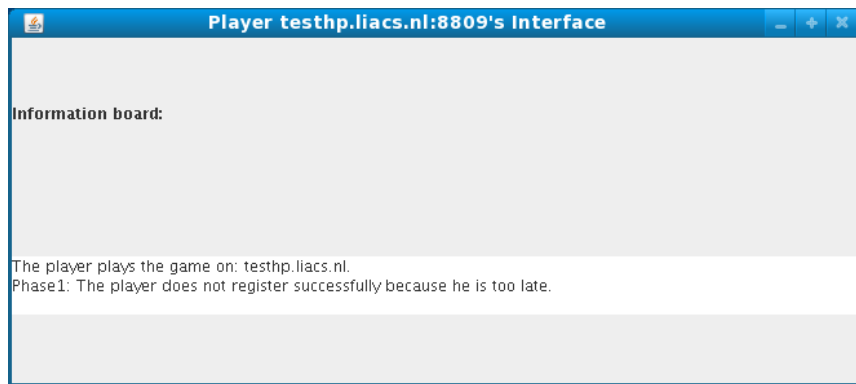 Player testhp.liacs.nl:8809's Interface
Information board:
The player plays the game on: testhp.liacs.nl.
Phase1: The player does not register successfully because he is too late.